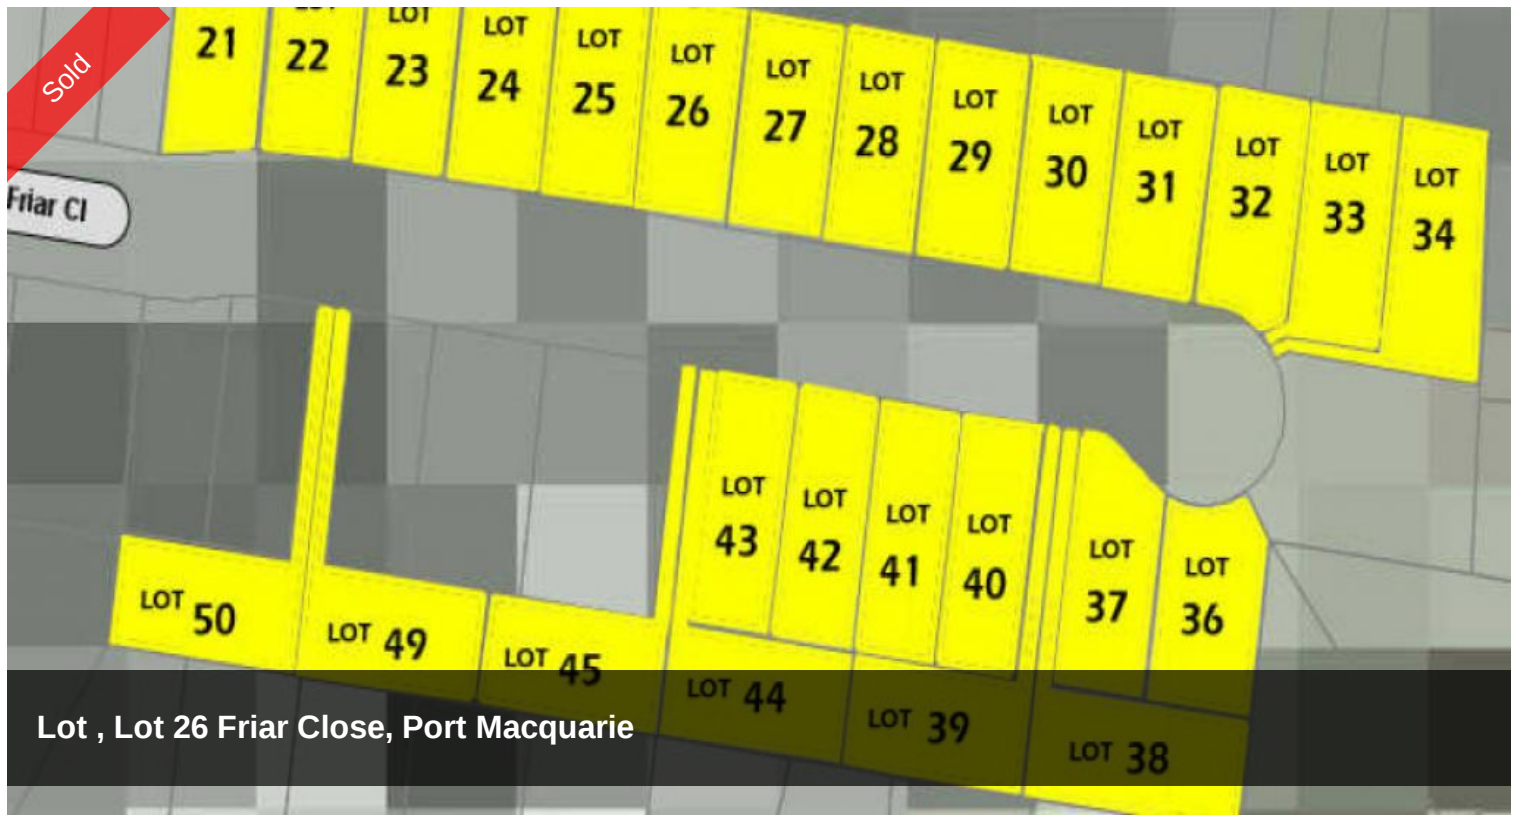 Sold
21
LOT
22
LOT
23
LOT
24
LOT
25
LOT
26
LOT
27
LOT
28
LOT
29
LOT
30
LOT
31
LOT
32
LOT
33
LOT
34
Friar Cl
LOT
43
LOT
42
LOT
41
LOT
40
LOT
37
LOT
36
LOT 50
LOT 49
LOT 45
LOT 44
LOT 39
LOT 38
Lot , Lot 26 Friar Close, Port Macquarie